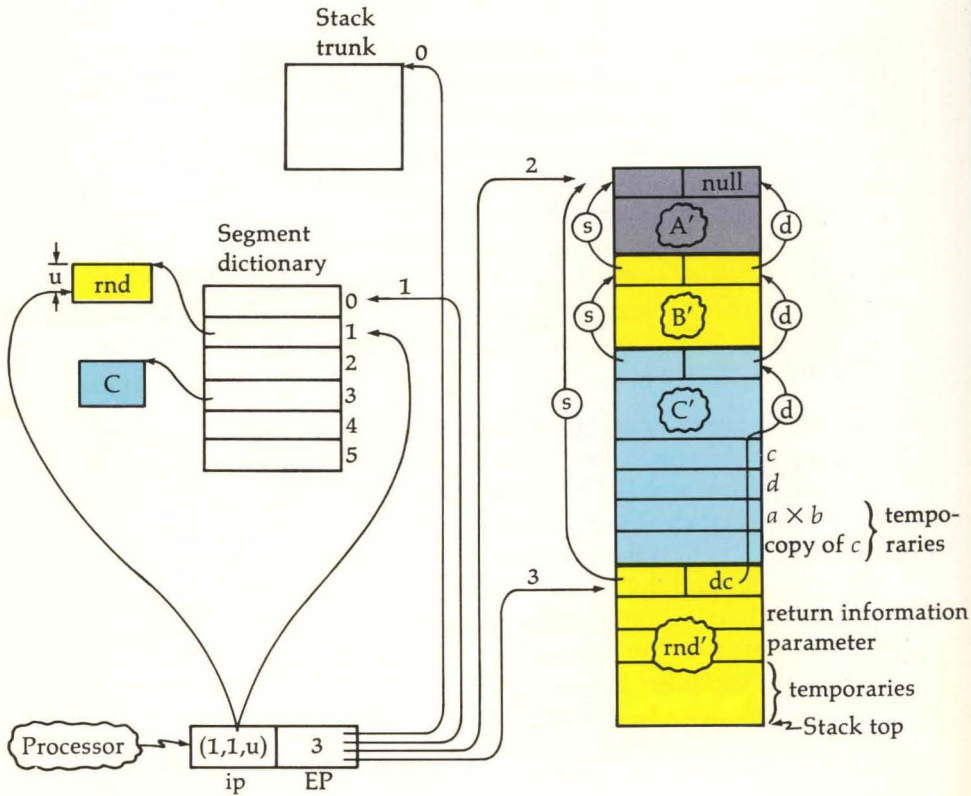 Stack
trunk
0
2
null
s
A'
d
Segment
dictionary
u
rnd
0
1
s
B'
d
1
2
C
3
4
5
s
C'
d
c
d
a × b
copy of c
tempo-
raries
3
dc
return information
rnd'
parameter
temporaries
Stack top
Processor
(1,1,u)
3
ip
EP